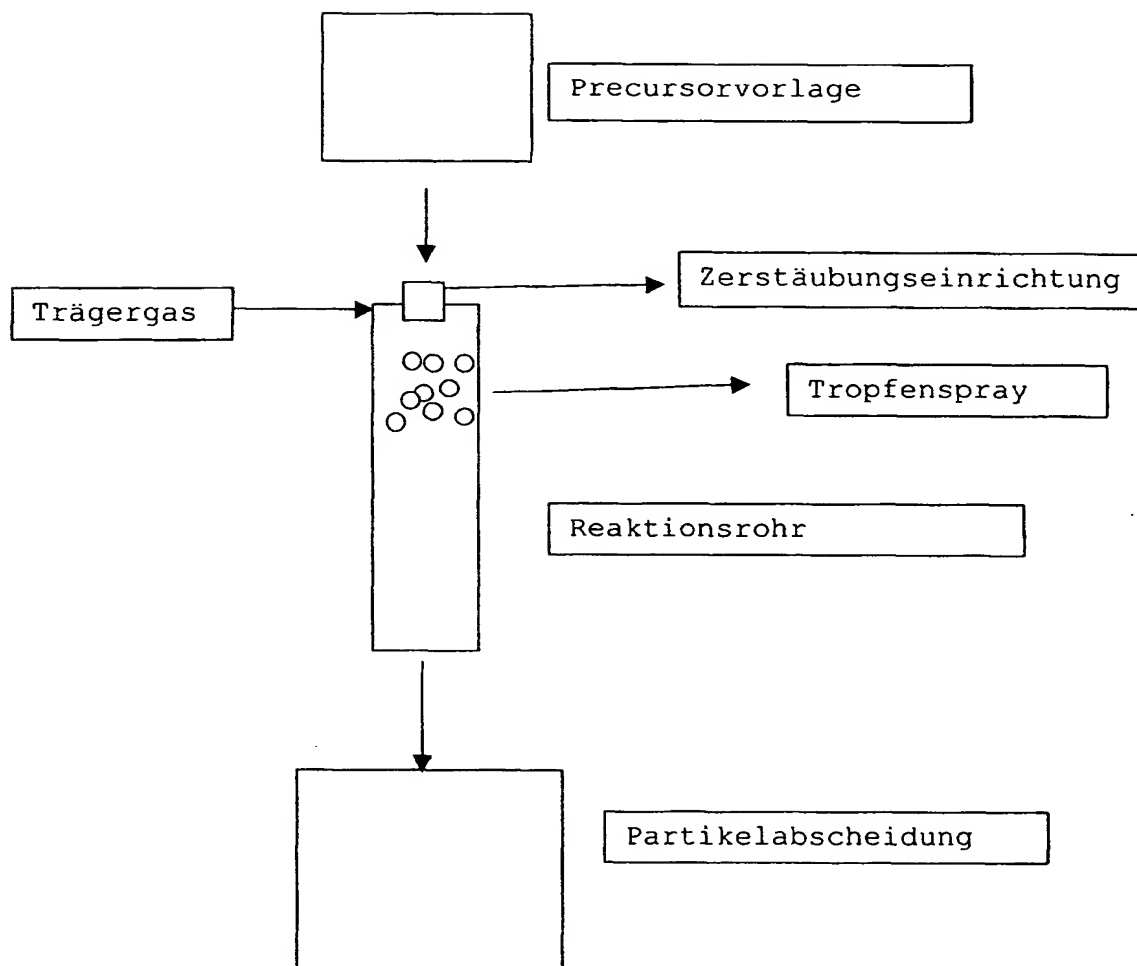 Precursorvorlage
Zerstäubungseinrichtung
Trägergas
Tropfenspray
Reaktionsrohr
Partikelabscheidung